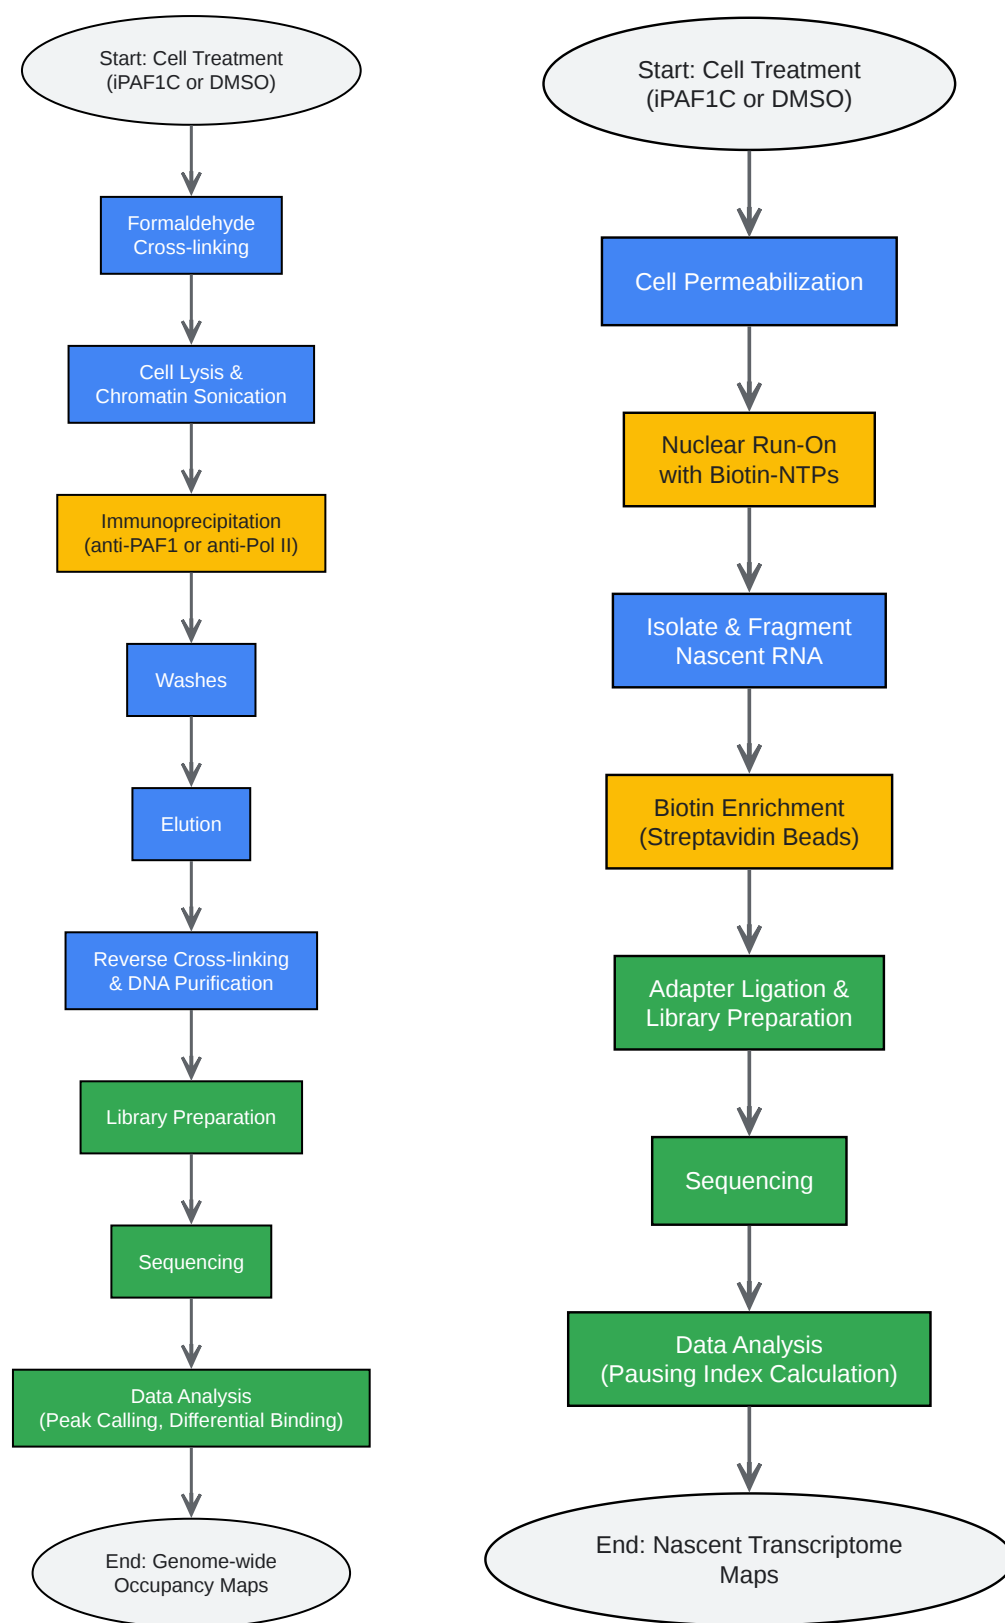 Start: Cell Treatment
(iPAF1C or DMSO)
Formaldehyde
Cross-linking
Cell Lysis &
Chromatin Sonication
Immunoprecipitation
(anti-PAF1 or anti-Pol II)
Washes
Elution
Reverse Cross-linking
& DNA Purification
Library Preparation
Sequencing
Data Analysis
(Peak Calling, Differential Binding)
End: Genome-wide
Occupancy Maps
Start: Cell Treatment
(iPAF1C or DMSO)
Cell Permeabilization
Nuclear Run-On
with Biotin-NTPs
Isolate & Fragment
Nascent RNA
Biotin Enrichment
(Streptavidin Beads)
Adapter Ligation &
Library Preparation
Sequencing
Data Analysis
(Pausing Index Calculation)
End: Nascent Transcriptome
Maps